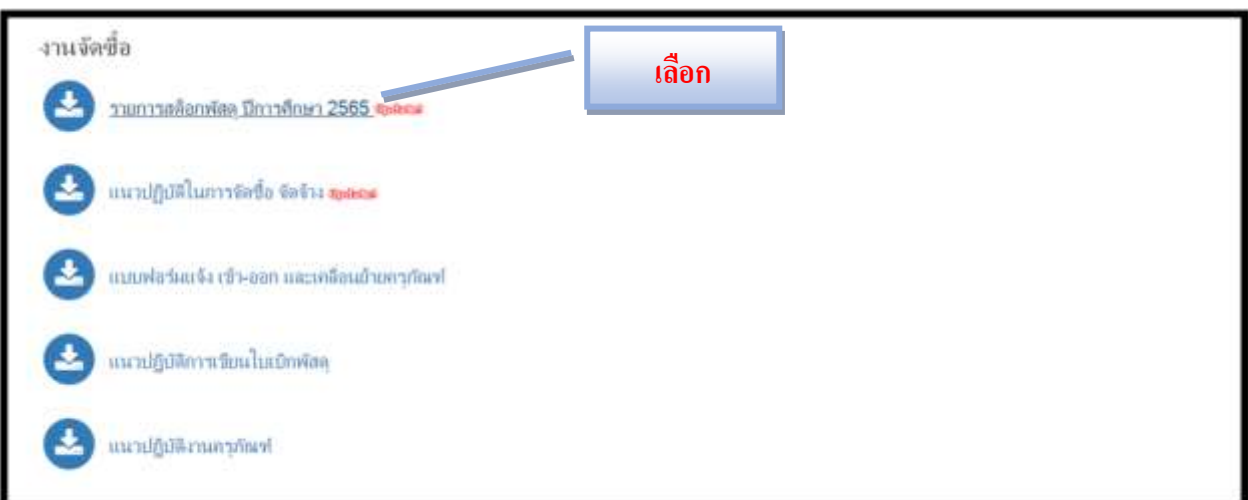 งานจัดซื้อ
เลือก
รายการสต็อกพัสดุ ปีการศึกษา 2565
แนวปฏิบัติในการจัดซื้อ จัดจ้าง
แบบฟอร์มแจ้ง เข้า-ออก และเคลื่อนย้ายครุภัณฑ์
แนวปฏิบัติการเขียนใบเบิกพัสดุ
แนวปฏิบัติงานครุภัณฑ์